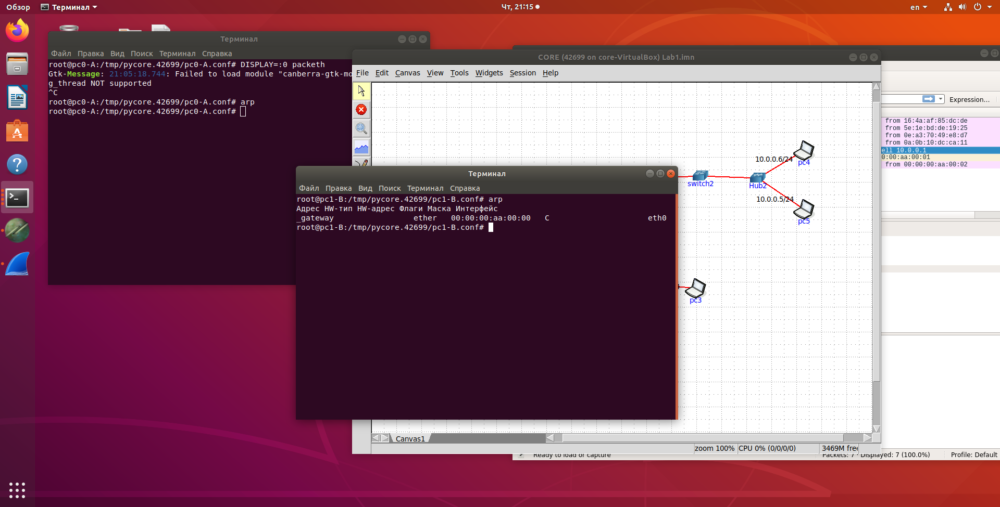 Обзор
Терминал
Чт, 21:15
en
Терминал
Файл Правка Вид Поиск Терминал Справка
root@pc0-A:/tmp/pycore.42699/pc0-A.conf# DISPLAY=:0 packeth
Gtk-Message: 21:05:18.744: Failed to load module "canberra-gtk-mo
g_thread NOT supported
^C
root@pc0-A:/tmp/pycore.42699/pc0-A.conf# arp
root@pc0-A:/tmp/pycore.42699/pc0-A.conf#
CORE (42699 on core-VirtualBox) Lab1.imn
File Edit Canvas View Tools Widgets Session Help
10.0.0.6/24
pc4
switch2
Hub2
10.0.0.5/24
pc5
pc3
Canvas1
zoom 100% CPU 0% (0/0/0/0) 3469M free
Терминал
Файл Правка Вид Поиск Терминал Справка
root@pc1-B:/tmp/pycore.42699/pc1-B.conf# arp
Адрес HW-тип HW-адрес Флаги Маска Интерфейс
_gateway ether 00:00:00:aa:00:00 C eth0
root@pc1-B:/tmp/pycore.42699/pc1-B.conf#
Expression…
from 16:4a:af:85:dc:de
from 5e:1e:bd:de:19:25
from 0e:a3:70:49:e8:d7
from 0a:0b:10:dc:ca:11
ell 10.0.0.1
0:00:aa:00:01
from 00:00:00:aa:00:02
Ready to load or capture
Packets: 7 · Displayed: 7 (100.0%)
Profile: Default